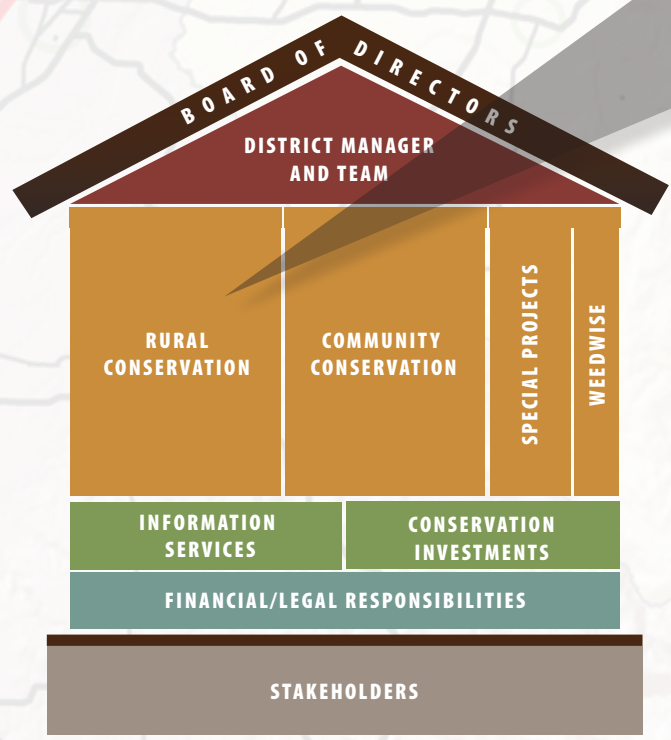 BOARD OF DIRECTORS
DISTRICT MANAGER
AND TEAM
RURAL
CONSERVATION
COMMUNITY
CONSERVATION
SPECIAL PROJECTS
WEEDWISE
INFORMATION
SERVICES
CONSERVATION
INVESTMENTS
FINANCIAL/LEGAL RESPONSIBILITIES
STAKEHOLDERS